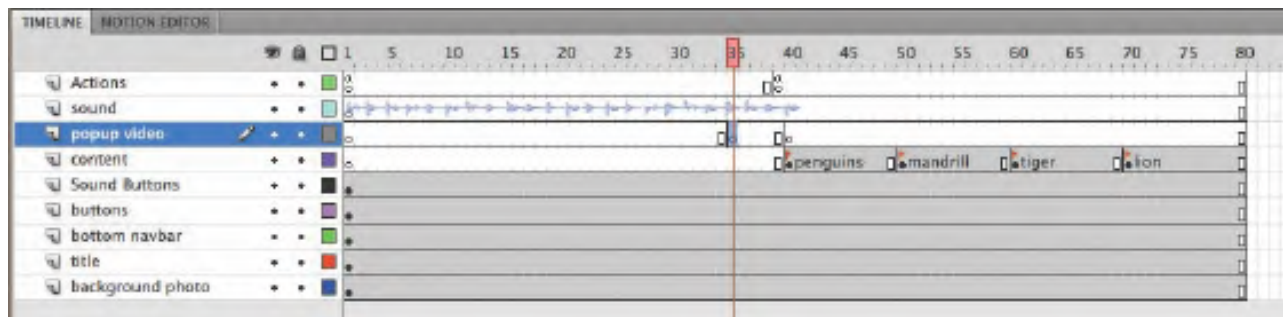 TIMELINE MOTION EDITOR
1 5 10 15 20 25 30 35 40 45 50 55 60 65 70 75 80
Actions
sound
popup video
content penguins mandrill tiger lion
Sound Buttons
buttons
bottom navbar
title
background photo